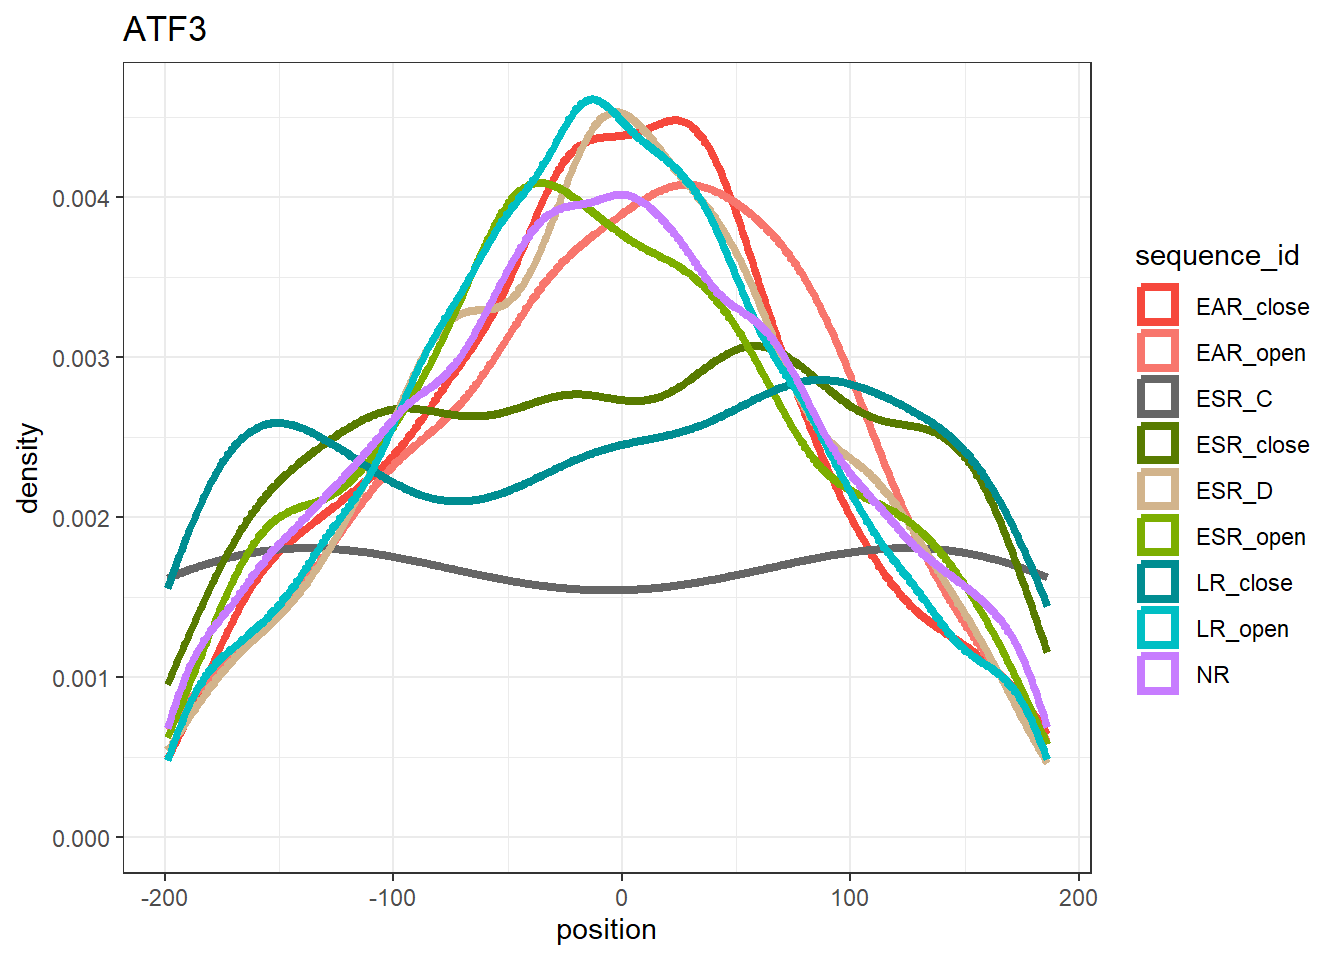 ATF3
density
0.004
0.003
0.002
0.001
0.000
-200
-100
0
100
200
position
sequence_id
EAR_close
EAR_open
ESR_C
ESR_close
ESR_D
ESR_open
LR_close
LR_open
NR